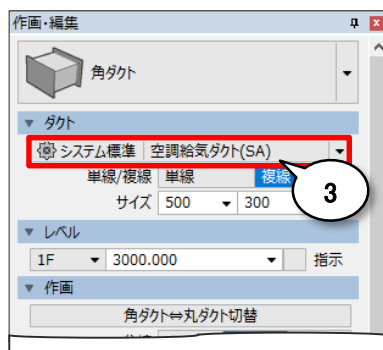 作画・編集
角ダクト
ダクト
システム標準 空調給気ダクト(SA)
単線/複線 単線 複線
3
サイズ 500 300
レベル
1F 3000.000 指示
作画
角ダクト⇔丸ダクト切替